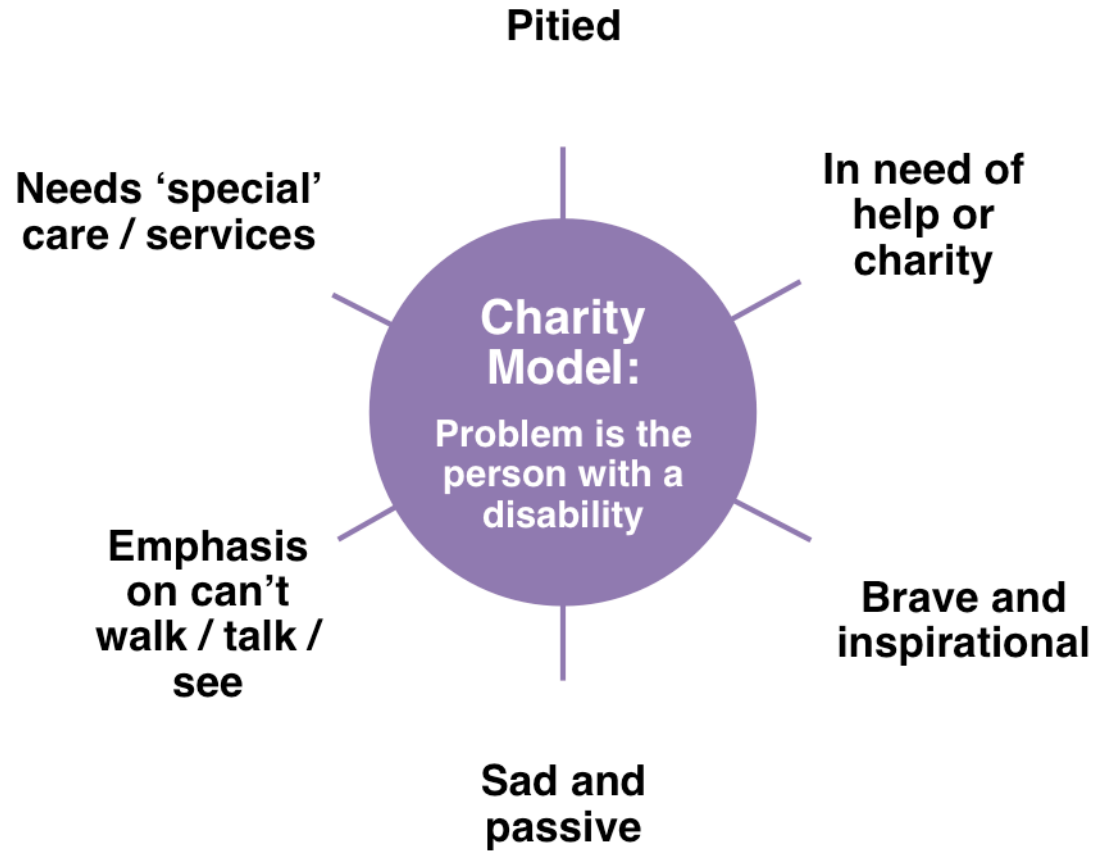 Pitied
In need of
help or
charity
Brave and
inspirational
Sad and
passive
Emphasis
on can’t
walk / talk /
see
Needs ‘special’
care / services
Charity
Model:
Problem is the
person with a
disability